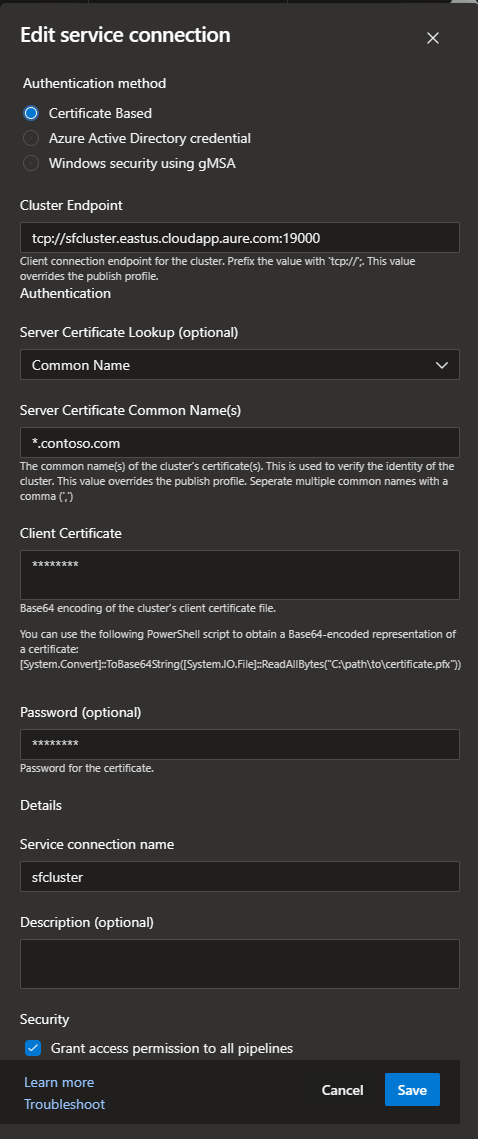 Edit service connection
Authentication method
Certificate Based
Azure Active Directory credential
Windows security using gMSA
Cluster Endpoint
tcp://sfcluster.eastus.cloudapp.aure.com:19000
Client connection endpoint for the cluster. Prefix the value with 'tcp://';. This value
overrides the publish profile.
Authentication
Server Certificate Lookup (optional)
Common Name
Server Certificate Common Name(s)
*.contoso.com
The common name(s) of the cluster's certificate(s). This is used to verify the identity of the
cluster. This value overrides the publish profile. Seperate multiple common names with a
comma (',')
Client Certificate
********
Base64 encoding of the cluster's client certificate file.
You can use the following PowerShell script to obtain a Base64-encoded representation of
a certificate:
[System.Convert]::ToBase64String([System.IO.File]::ReadAllBytes("C:\path\to\certificate.pfx"))
Password (optional)
********
Password for the certificate.
Details
Service connection name
sfcluster
Description (optional)
Security
Grant access permission to all pipelines
Learn more
Troubleshoot
Cancel
Save